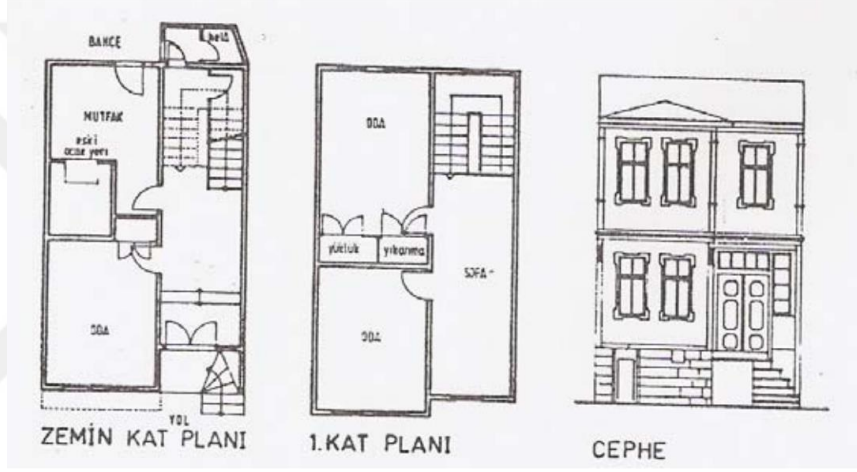 BAHÇE
helâ
MUTFAK
eski
ocak yeri
ODA
YOL
ZEMİN KAT PLANI
ODA
yüklük
yıkanma
SOFA
ODA
1.KAT PLANI
CEPHE